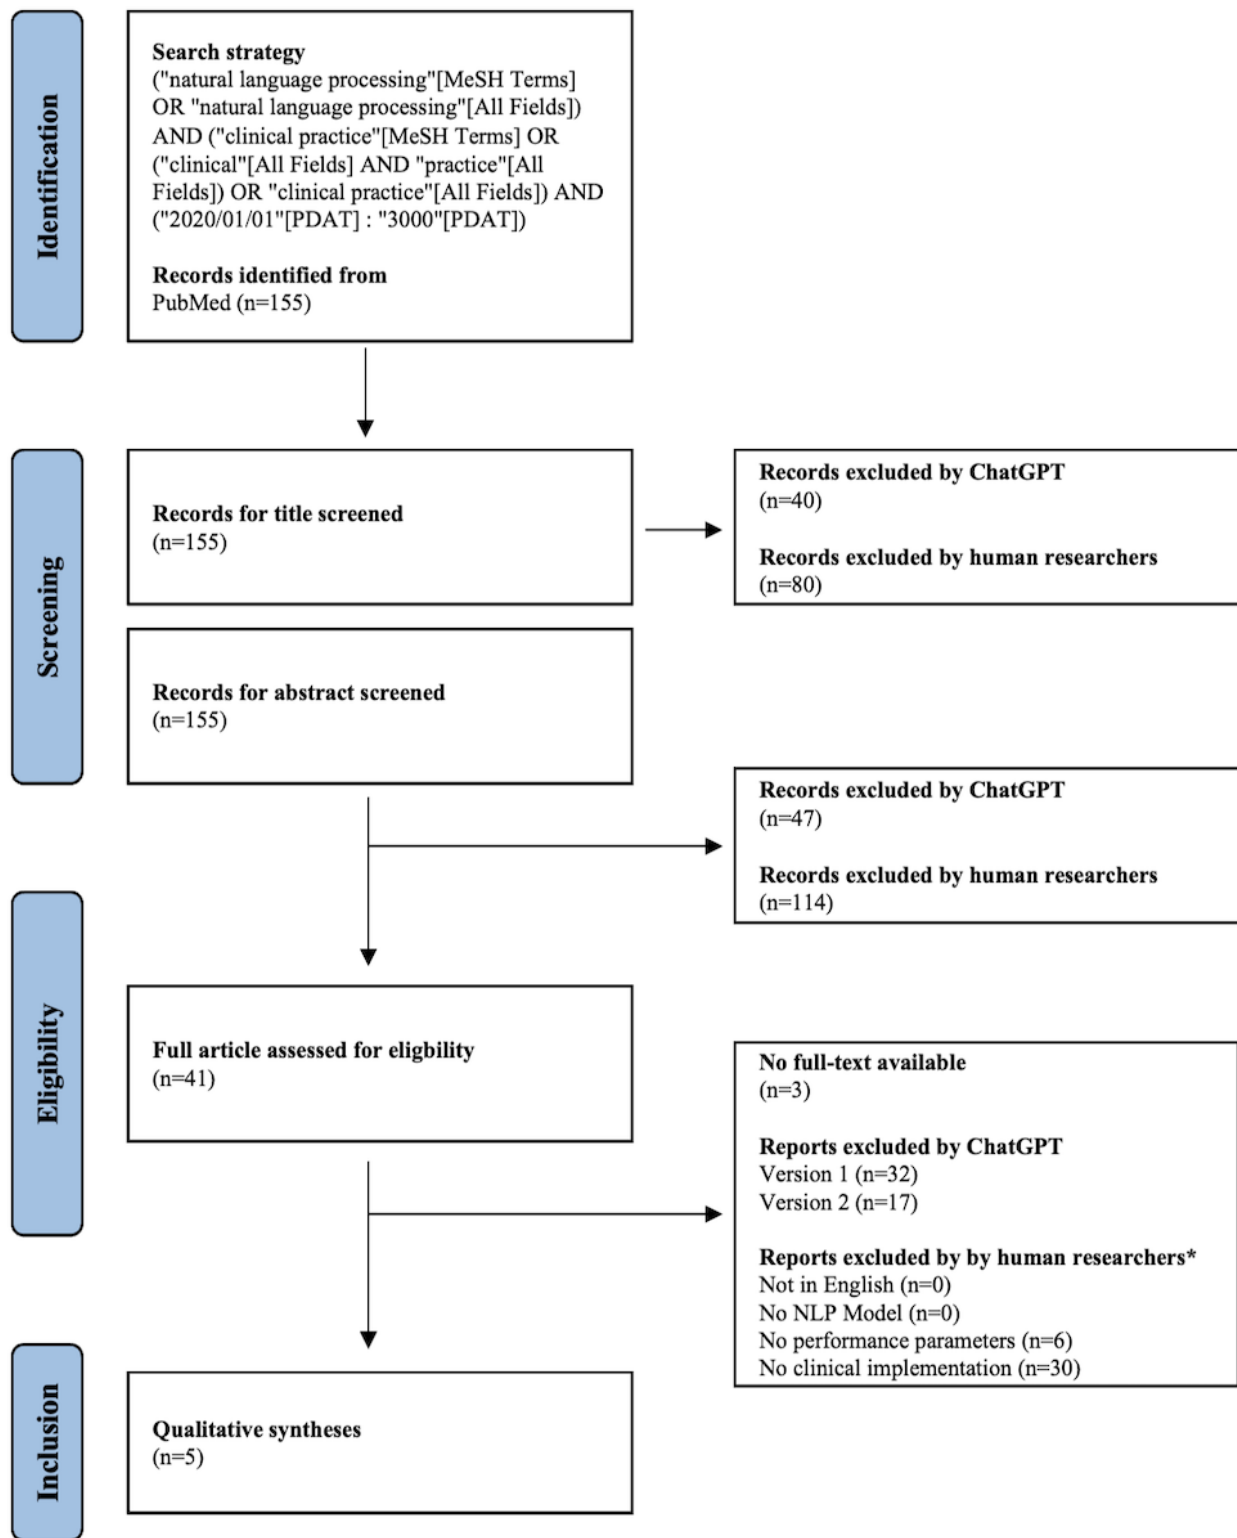 Identification
Search strategy
("natural language processing"[MeSH Terms]
OR "natural language processing"[All Fields])
AND ("clinical practice"[MeSH Terms] OR
("clinical"[All Fields] AND "practice"[All
Fields]) OR "clinical practice"[All Fields]) AND
("2020/01/01"[PDAT] : "3000"[PDAT])
Records identified from
PubMed (n=155)
Screening
Records for title screened
(n=155)
Records excluded by ChatGPT
(n=40)
Records excluded by human researchers
(n=80)
Records for abstract screened
(n=155)
Records excluded by ChatGPT
(n=47)
Records excluded by human researchers
(n=114)
Eligibility
Full article assessed for eligbility
(n=41)
No full-text available
(n=3)
Reports excluded by ChatGPT
Version 1 (n=32)
Version 2 (n=17)
Reports excluded by by human researchers*
Not in English (n=0)
No NLP Model (n=0)
No performance parameters (n=6)
No clinical implementation (n=30)
Inclusion
Qualitative syntheses
(n=5)